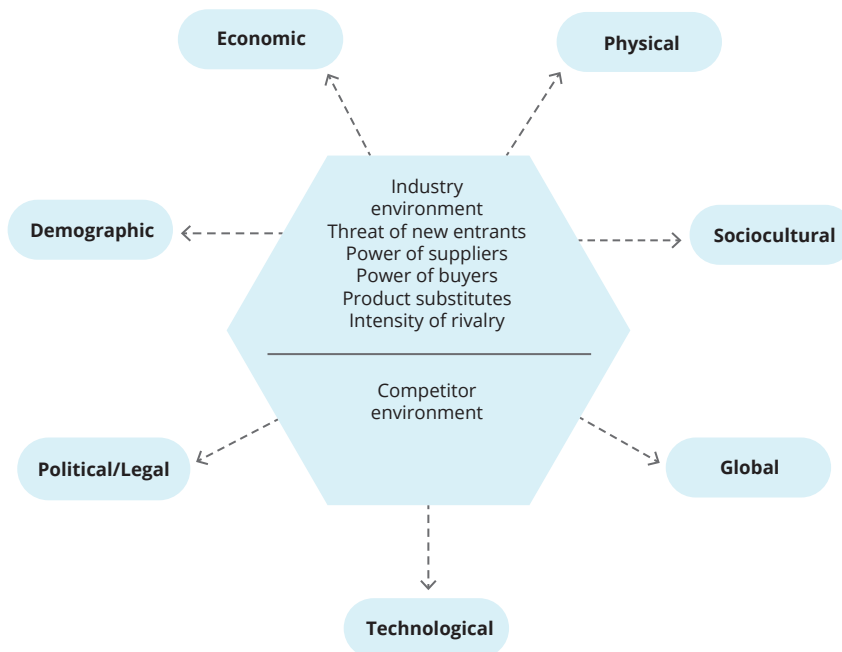 Economic
Physical
Industry
environment
Threat of new entrants
Power of suppliers
Power of buyers
Product substitutes
Intensity of rivalry
Demographic
Sociocultural
Competitor
environment
Political/Legal
Global
Technological